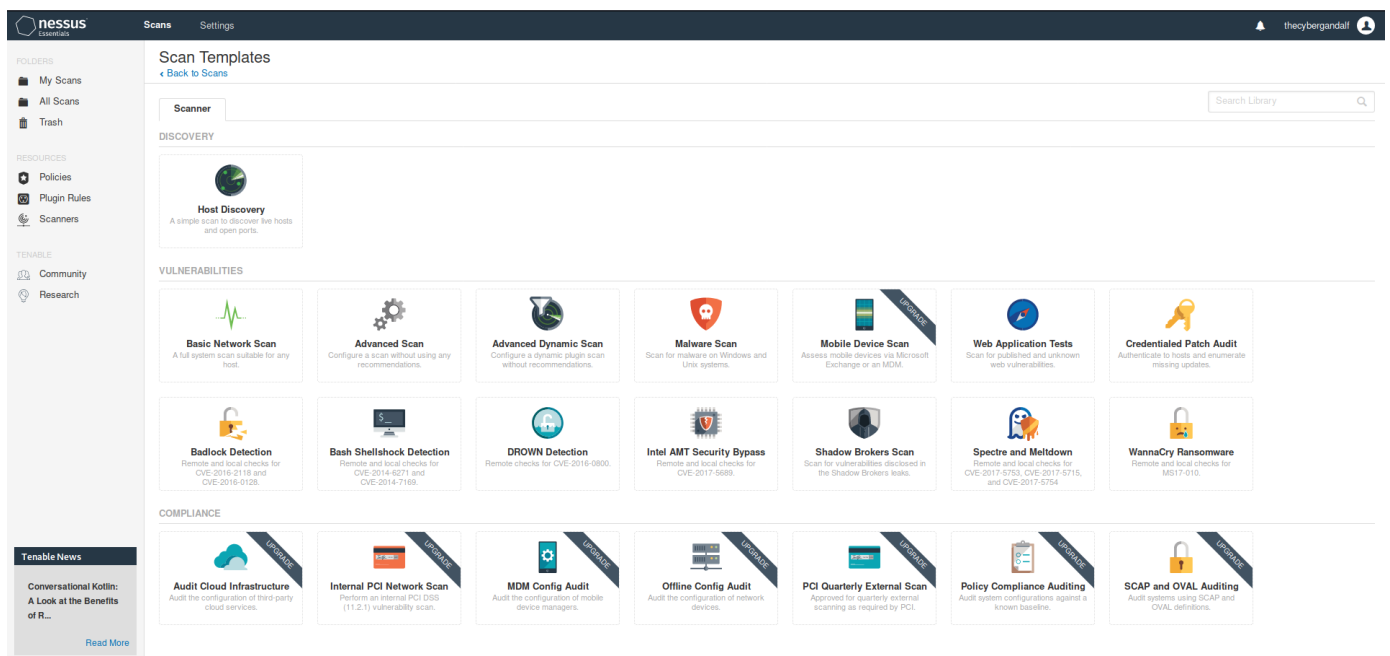 nessus
Essentials
Scans
Settings
thecybergandalf
FOLDERS
My Scans
All Scans
Trash
RESOURCES
Policies
Plugin Rules
Scanners
TENABLE
Community
Research
Tenable News
Conversational Kotlin:
A Look at the Benefits
of R...
Read More
Scan Templates
Back to Scans
Scanner
Search Library
DISCOVERY
Host Discovery
A simple scan to discover live hosts
and open ports.
VULNERABILITIES
Basic Network Scan
A full system scan suitable for any
host.
Advanced Scan
Configure a scan without using any
recommendations.
Advanced Dynamic Scan
Configure a dynamic plugin scan
without recommendations.
Malware Scan
Scan for malware on Windows and
Unix systems.
UPGRADE
Mobile Device Scan
Assess mobile devices via Microsoft
Exchange or an MDM.
Web Application Tests
Scan for published and unknown
web vulnerabilities.
Credentialed Patch Audit
Authenticate to hosts and enumerate
missing updates.
Badlock Detection
Remote and local checks for
CVE-2016-2118 and
CVE-2016-0128.
$_
Bash Shellshock Detection
Remote and local checks for
CVE-2014-6271 and
CVE-2014-7169.
DROWN Detection
Remote checks for CVE-2016-0800.
Intel AMT Security Bypass
Remote and local checks for
CVE-2017-5689.
Shadow Brokers Scan
Scan for vulnerabilities disclosed in
the Shadow Brokers leaks.
Spectre and Meltdown
Remote and local checks for
CVE-2017-5753, CVE-2017-5715,
and CVE-2017-5754
WannaCry Ransomware
Remote and local checks for
MS17-010.
COMPLIANCE
UPGRADE
Audit Cloud Infrastructure
Audit the configuration of third-party
cloud services.
UPGRADE
Internal PCI Network Scan
Perform an internal PCI DSS
(11.2.1) vulnerability scan.
UPGRADE
MDM Config Audit
Audit the configuration of mobile
device managers.
UPGRADE
Offline Config Audit
Audit the configuration of network
devices.
UPGRADE
PCI Quarterly External Scan
Approved for quarterly external
scanning as required by PCI.
UPGRADE
Policy Compliance Auditing
Audit system configurations against a
known baseline.
UPGRADE
SCAP and OVAL Auditing
Audit systems using SCAP and
OVAL definitions.